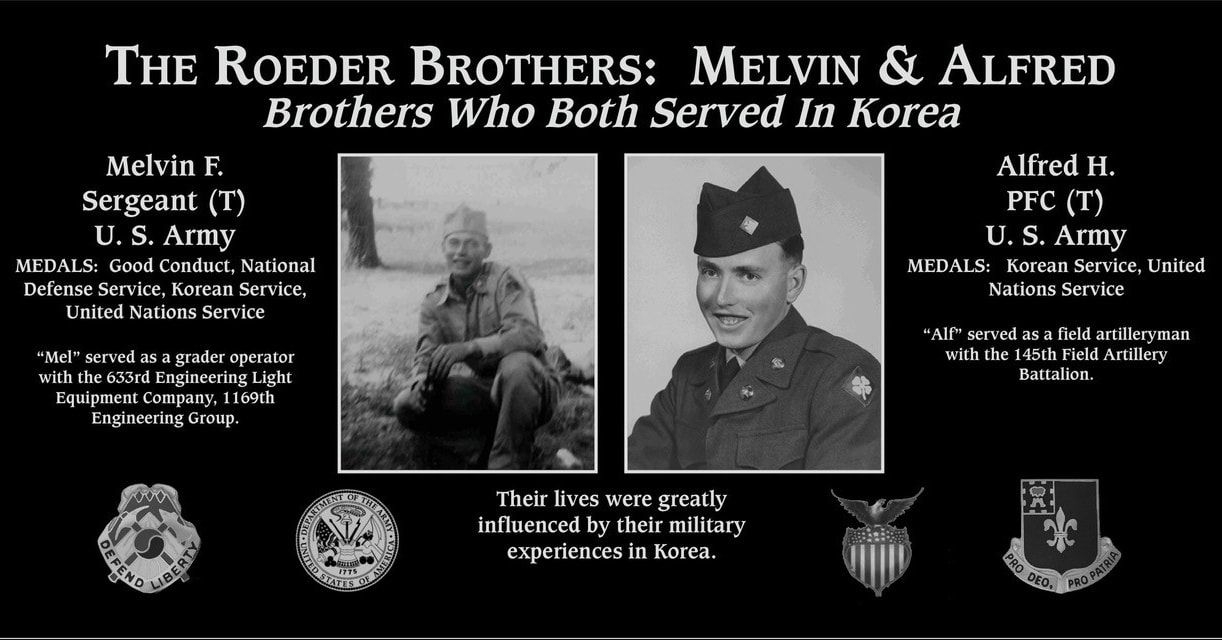 THE ROEDER BROTHERS: MELVIN & ALFRED
Brothers Who Both Served In Korea
Melvin F.
Sergeant (T)
U. S. Army
MEDALS: Good Conduct, National
Defense Service, Korean Service,
United Nations Service
“Mel” served as a grader operator
with the 633rd Engineering Light
Equipment Company, 1169th
Engineering Group.
Alfred H.
PFC (T)
U. S. Army
MEDALS: Korean Service, United
Nations Service
“Alf” served as a field artilleryman
with the 145th Field Artillery
Battalion.
Their lives were greatly
influenced by their military
experiences in Korea.
DEFEND LIBERTY
DEPARTMENT OF THE ARMY
UNITED STATES OF AMERICA
1775
PRO DEO, PRO PATRIA